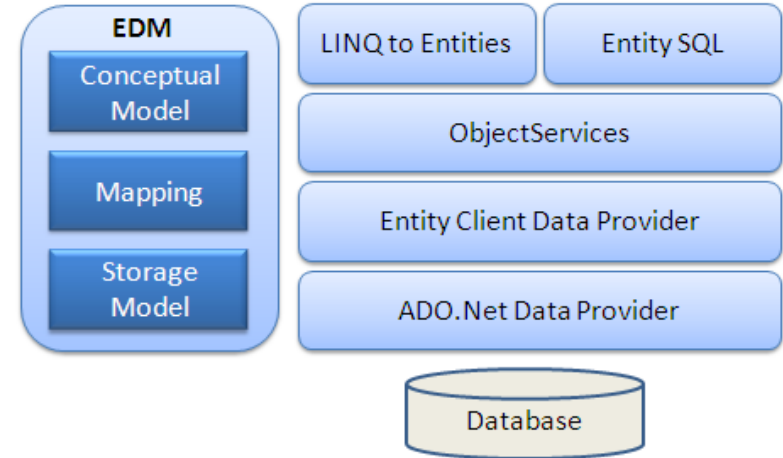 EDM
Conceptual
Model
Mapping
Storage
Model
LINQ to Entities
Entity SQL
ObjectServices
Entity Client Data Provider
ADO.Net Data Provider
Database